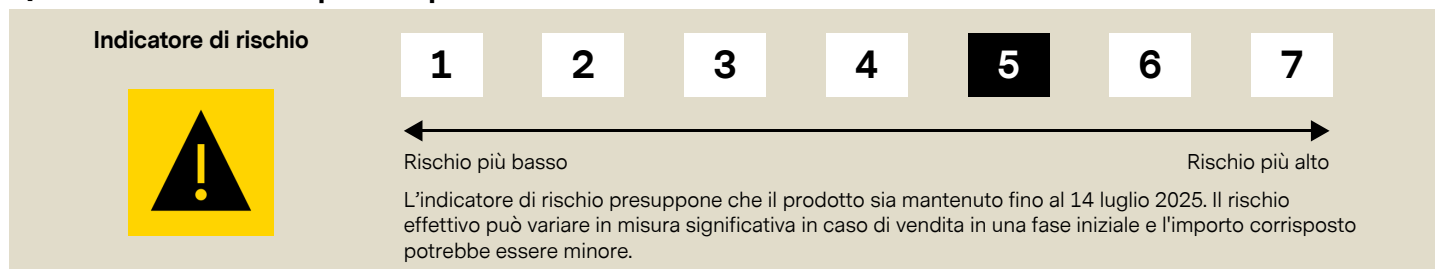 Indicatore di rischio
1 2 3 4 5 6 7
Rischio più basso Rischio più alto
L'indicatore di rischio presuppone che il prodotto sia mantenuto fino al 14 luglio 2025. Il rischio
effettivo può variare in misura significativa in caso di vendita in una fase iniziale e l'importo corrisposto
potrebbe essere minore.